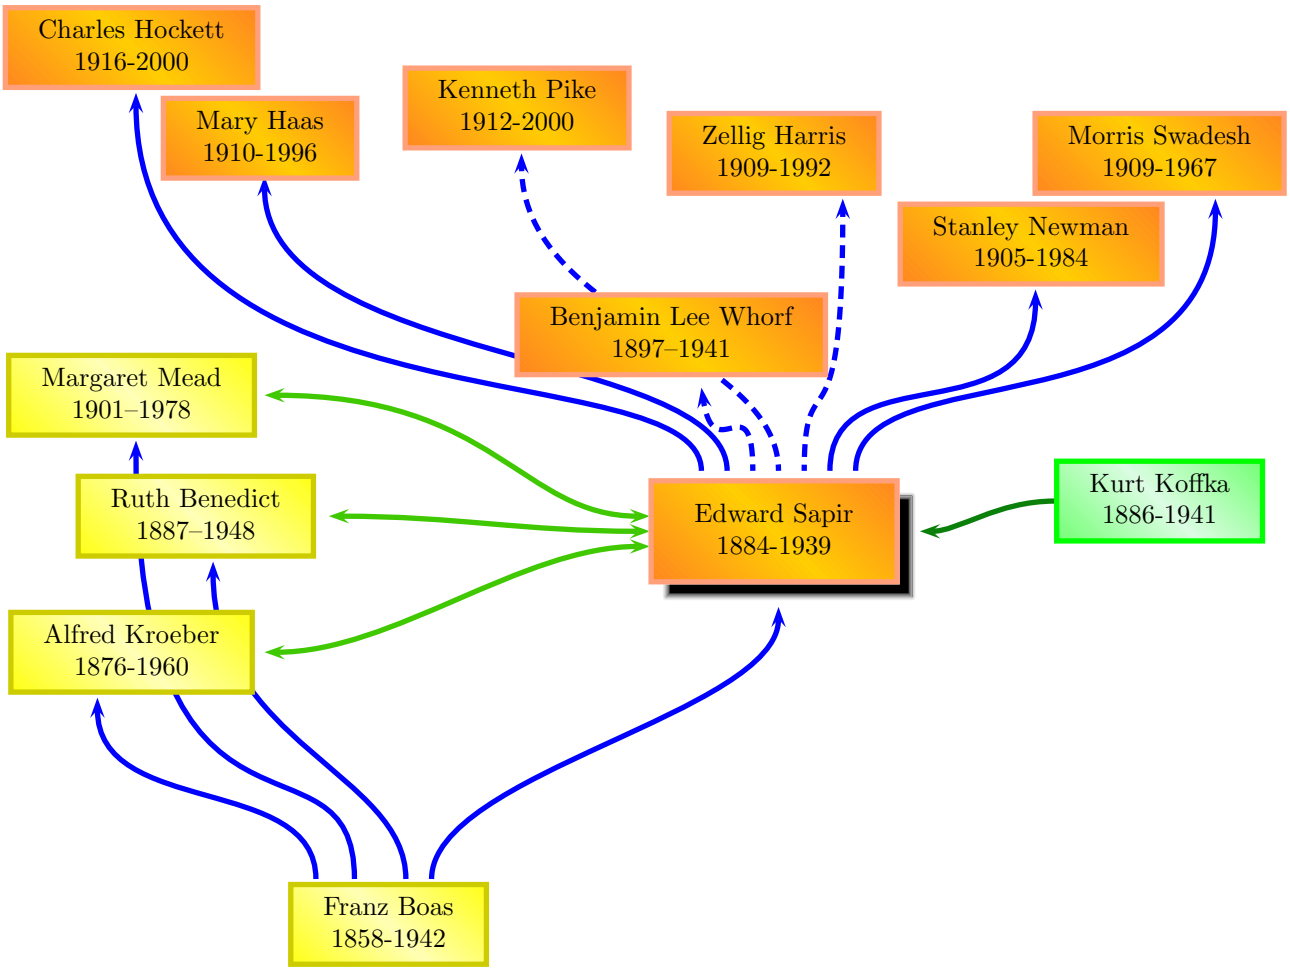 Charles Hockett
1916-2000
Kenneth Pike
1912-2000
Mary Haas
1910-1996
Zellig Harris
1909-1992
Morris Swadesh
1909-1967
Stanley Newman
1905-1984
Benjamin Lee Whorf
1897–1941
Margaret Mead
1901–1978
Ruth Benedict
1887–1948
Edward Sapir
1884-1939
Kurt Koffka
1886-1941
Alfred Kroeber
1876-1960
Franz Boas
1858-1942